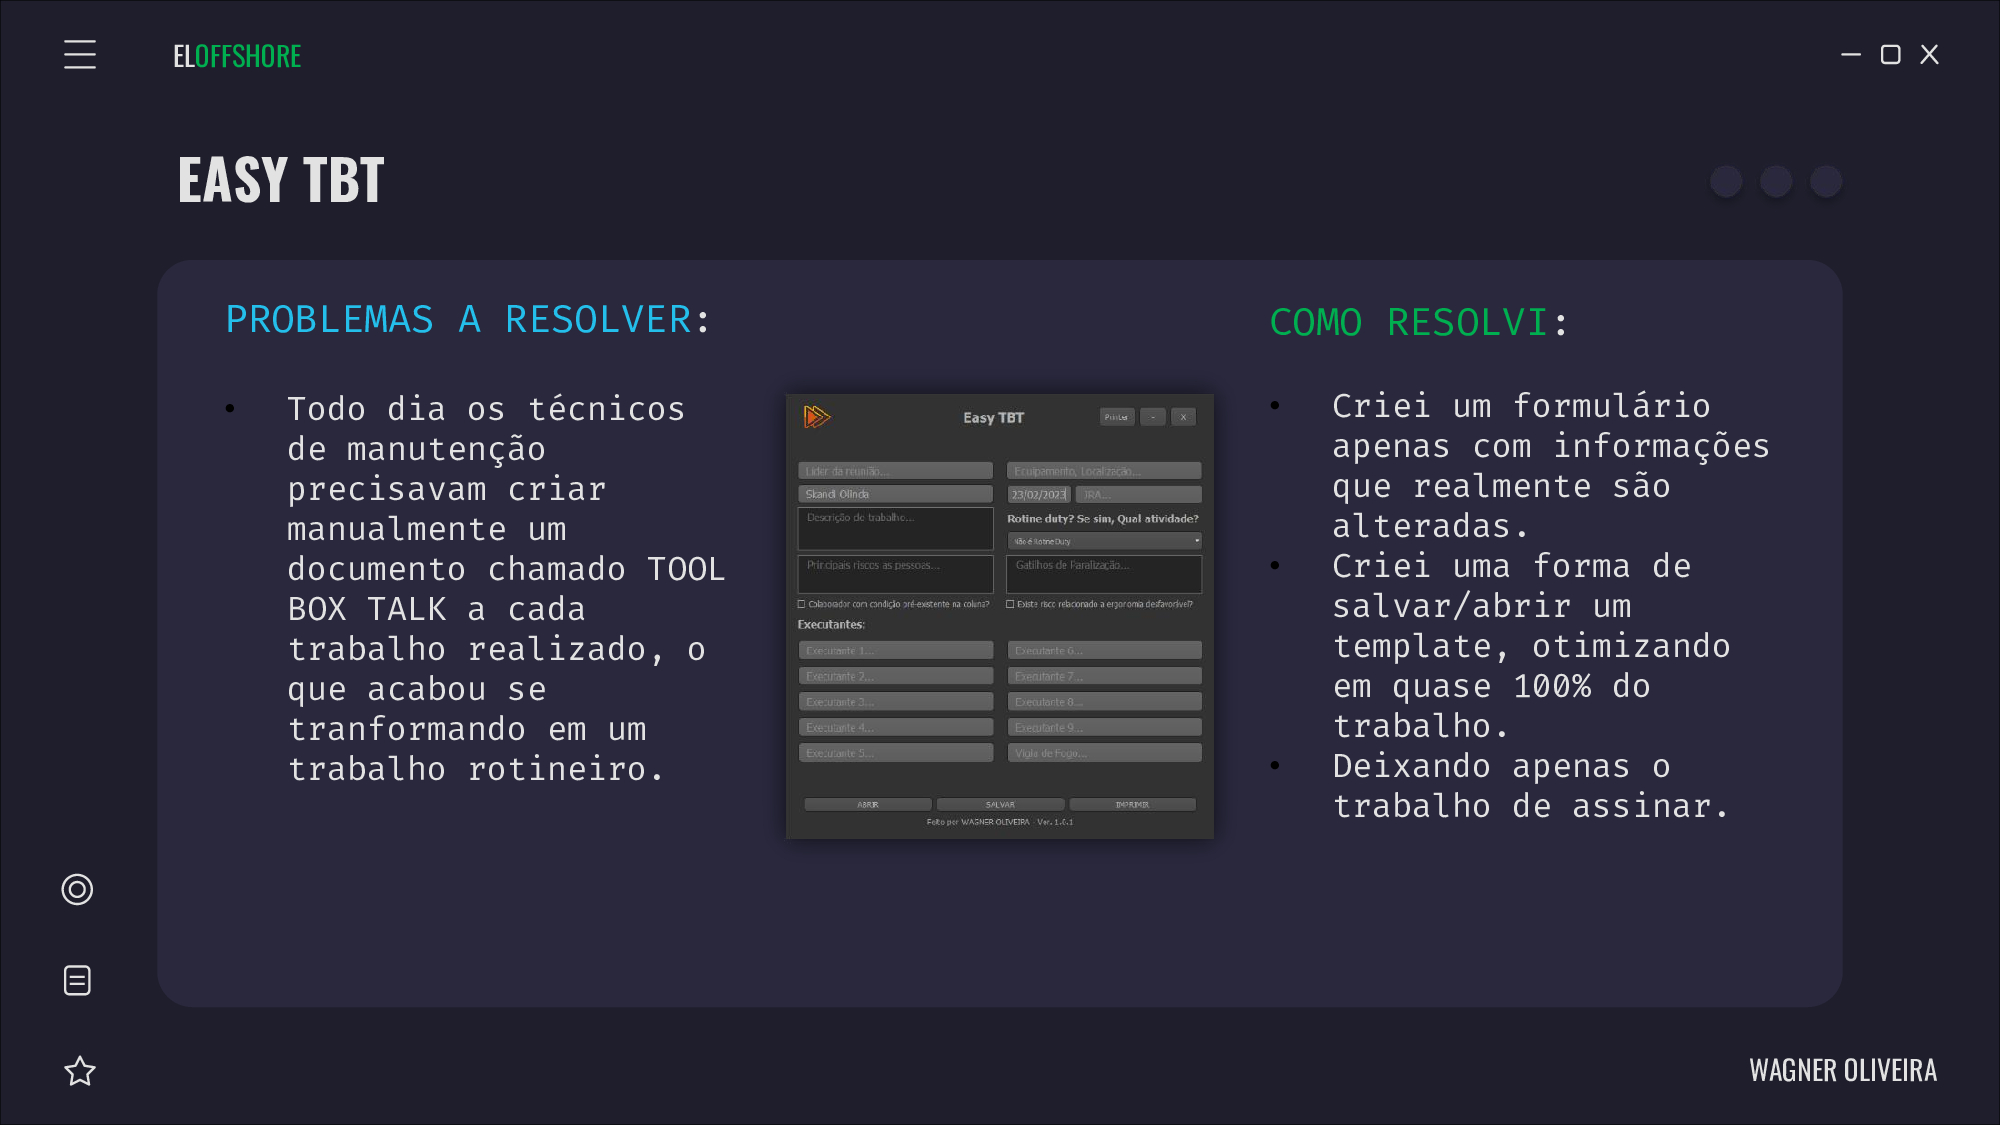 ELOFFSHORE
EASY TBT
PROBLEMAS A RESOLVER:
• Todo dia os técnicos
de manutenção
precisavam criar
manualmente um
documento chamado TOOL
BOX TALK a cada
trabalho realizado, o
que acabou se
tranformando em um
trabalho rotineiro.
Easy TBT
Printer
-
X
Líder da reunião...
Equipamento, Localização...
Skandi Olinda
23/02/2023
JRA...
Descrição do trabalho...
Rotine duty? Se sim, Qual atividade?
Não é Rotine Duty
Principais riscos as pessoas...
Gatilhos de Paralização...
Colaborador com condição pré-existente na coluna?
Existe risco relacionado a ergonomia desfavorível?
Executantes:
Executante 1...
Executante 6...
Executante 2...
Executante 7...
Executante 3...
Executante 8...
Executante 4...
Executante 9...
Executante 5...
Vigia de Fogo...
ABRIR
SALVAR
IMPRIMIR
Feito por WAGNER OLIVEIRA - Ver. 1.0.1
COMO RESOLVI:
• Criei um formulário
apenas com informações
que realmente são
alteradas.
• Criei uma forma de
salvar/abrir um
template, otimizando
em quase 100% do
trabalho.
• Deixando apenas o
trabalho de assinar.
WAGNER OLIVEIRA